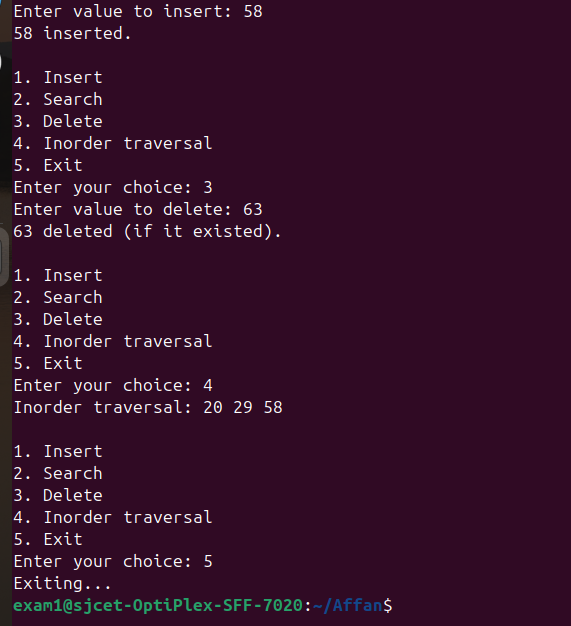 Enter value to insert: 58
58 inserted.
1. Insert
2. Search
3. Delete
4. Inorder traversal
5. Exit
Enter your choice: 3
Enter value to delete: 63
63 deleted (if it existed).
1. Insert
2. Search
3. Delete
4. Inorder traversal
5. Exit
Enter your choice: 4
Inorder traversal: 20 29 58
1. Insert
2. Search
3. Delete
4. Inorder traversal
5. Exit
Enter your choice: 5
Exiting...
exam1@sjcet-OptiPlex-SFF-7020:~/Affan$